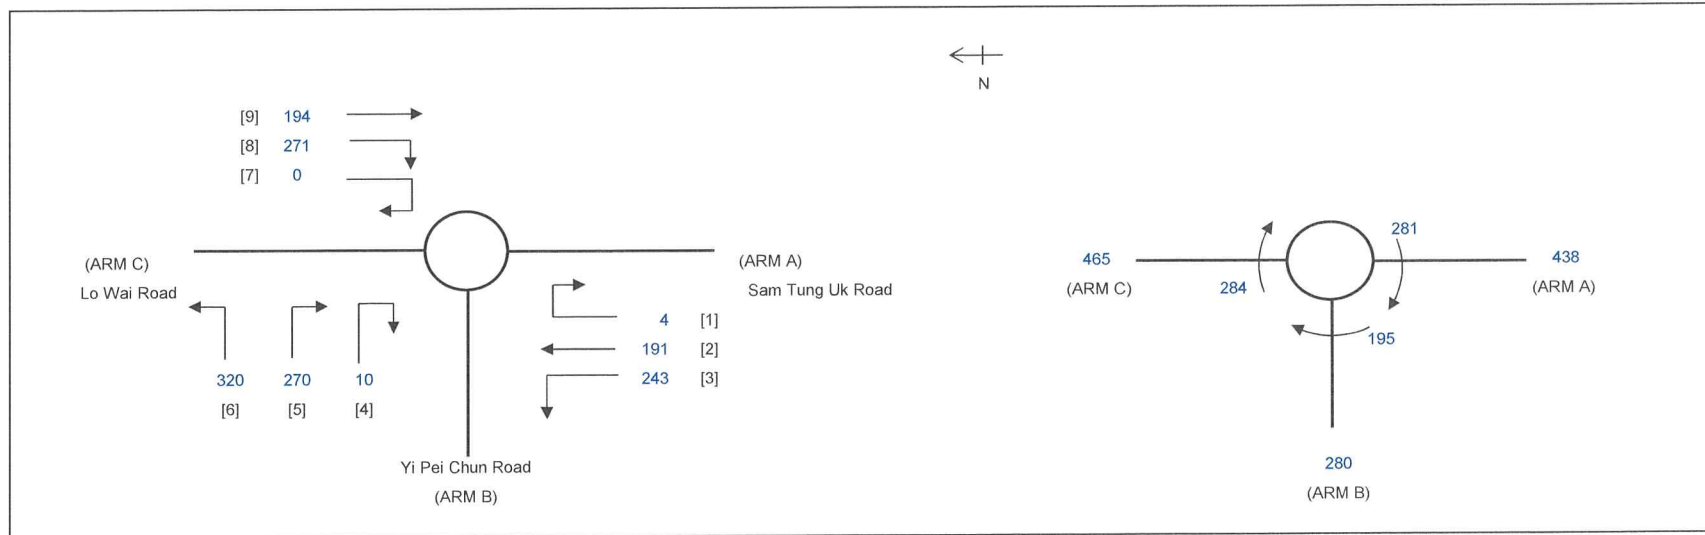 N
[9] 194
[8] 271
[7] 0
(ARM C)
Lo Wai Road
(ARM A)
Sam Tung Uk Road
4 [1]
191 [2]
243 [3]
320 270 10
[6] [5] [4]
Yi Pei Chun Road
(ARM B)
281
465
(ARM C)
284
438
(ARM A)
195
280
(ARM B)